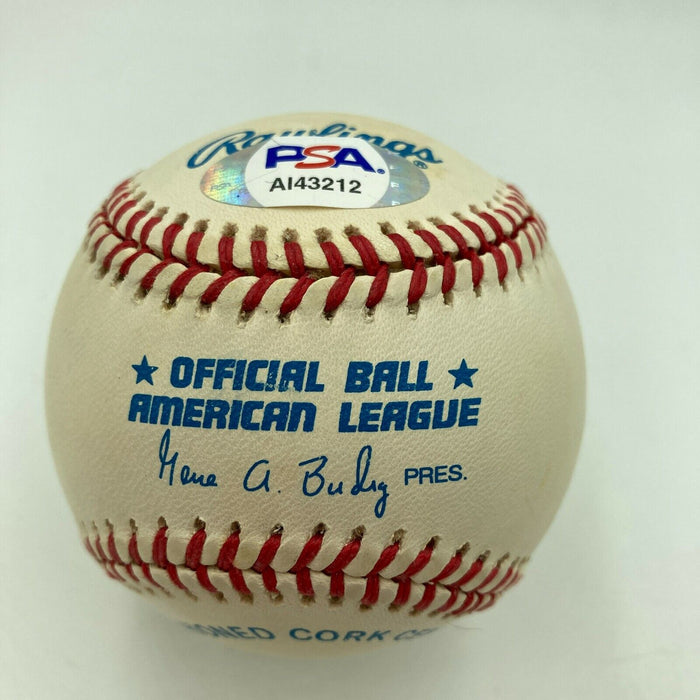 Rawlings
PSA
AI43212
OFFICIAL BALL
AMERICAN LEAGUE
Gene A. Budig PRES.
CORK